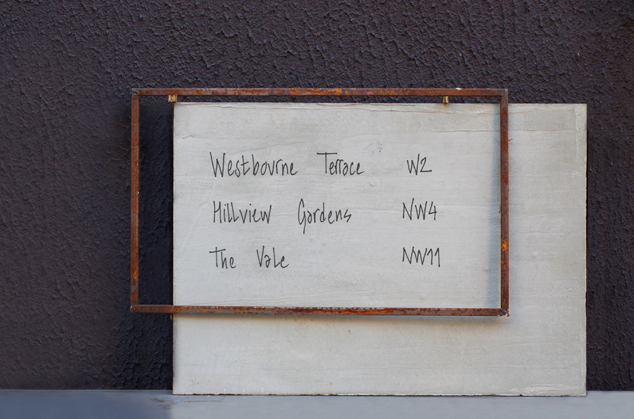 Westbourne Terrace W2
Hillview Gardens NW4
The Vale NW11